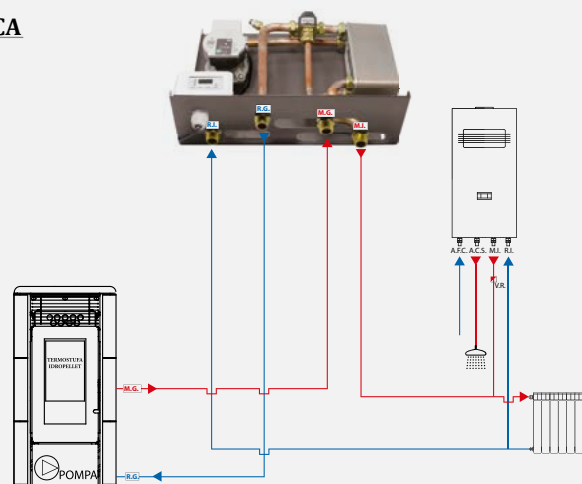 CA
R.I.
R.G.
M.G.
M.I.
A.F.C. A.C.S. M.I. R.I.
V.R.
TERMOSTUFA
IDROPELLET
M.G.
POMPA
R.G.